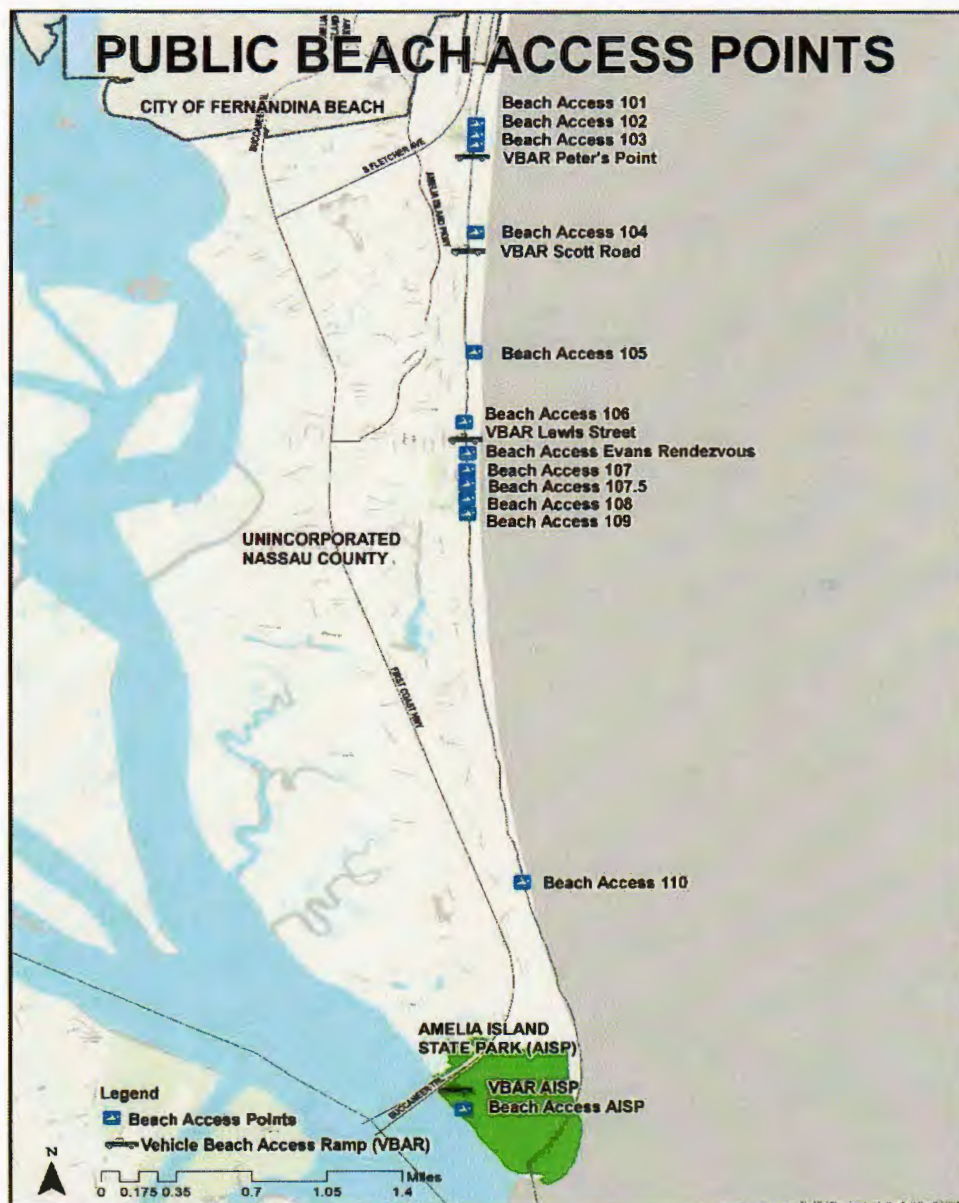 PUBLIC BEACH ACCESS POINTS
CITY OF FERNANDINA BEACH
S FLETCHER AVE
AMELIA ISLAND PKWY
Beach Access 101
Beach Access 102
Beach Access 103
VBAR Peter's Point
Beach Access 104
VBAR Scott Road
Beach Access 105
Beach Access 106
VBAR Lewis Street
Beach Access Evans Rendezvous
Beach Access 107
Beach Access 107.5
Beach Access 108
Beach Access 109
UNINCORPORATED
NASSAU COUNTY
FIRST COAST HWY
Beach Access 110
AMELIA ISLAND
STATE PARK (AISP)
VBAR AISP
Beach Access AISP
BUCCANEER TRL
Legend
Beach Access Points
Vehicle Beach Access Ramp (VBAR)
N
Miles
0 0.175 0.35 0.7 1.05 1.4